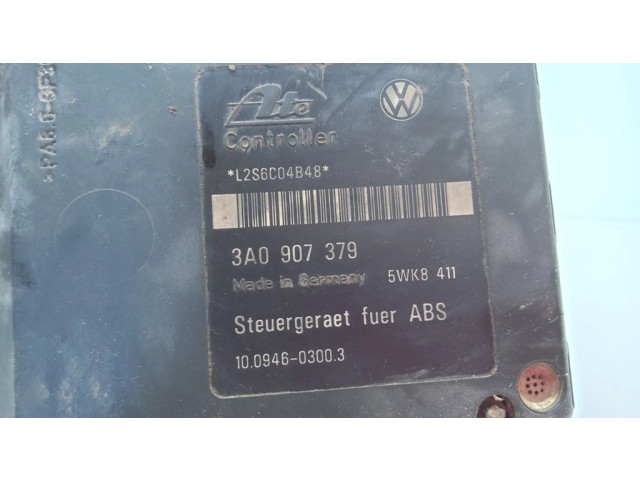 Ate
Controller
*L2S6C04B48*
3A0 907 379
Made in Germany 5WK8 411
Steuergeraet fuer ABS
10.0946-0300.3